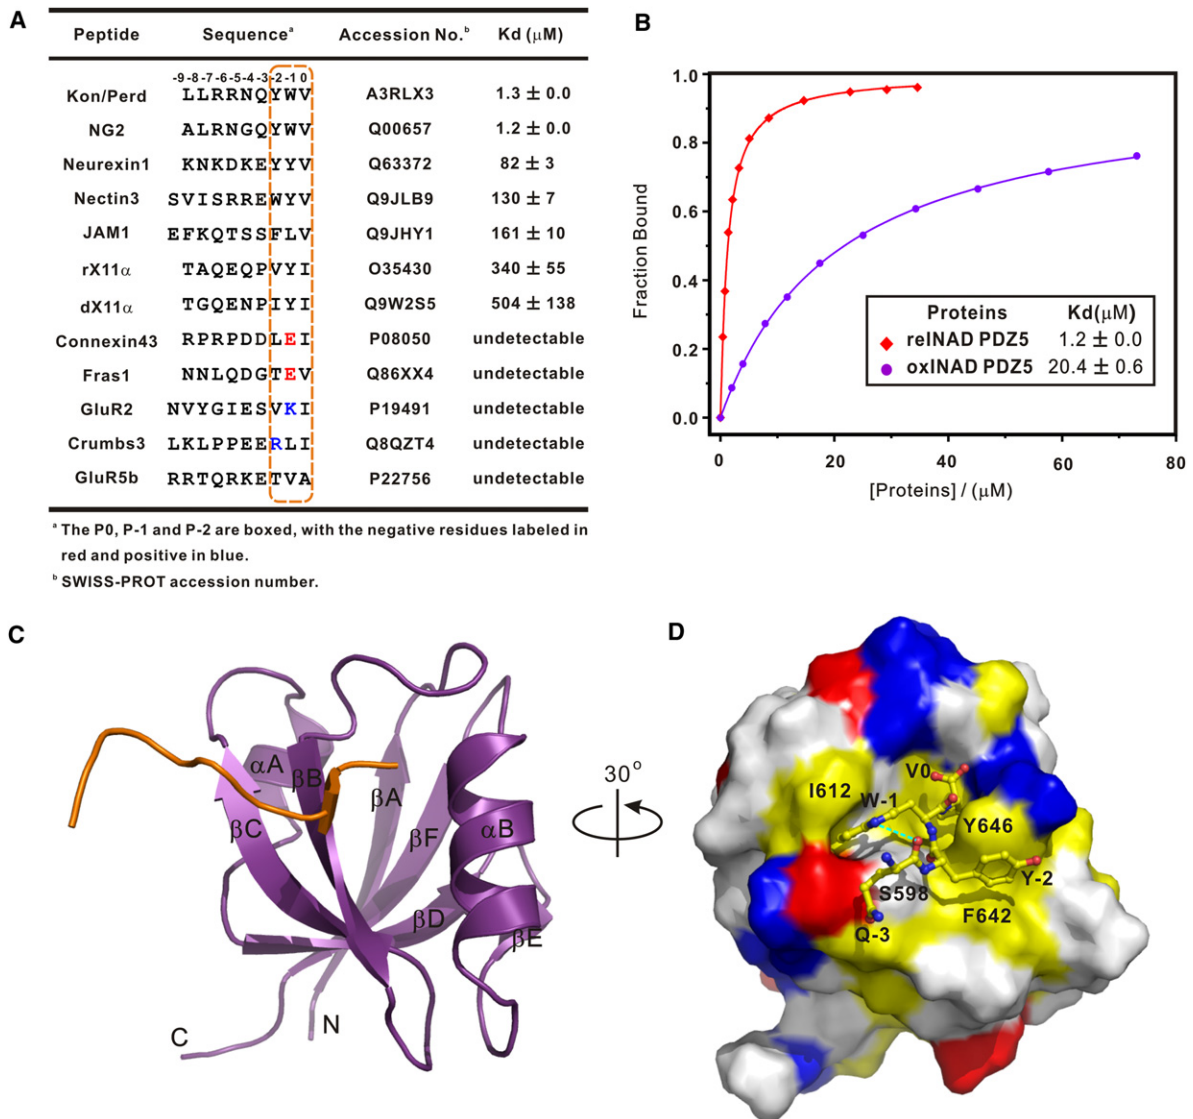 A
Peptide Sequenceᵃ Accession No.ᵇ Kd (μM)
-9 -8 -7 -6 -5 -4 -3 -2 -1 0
Kon/Perd LLRRNQYWV A3RLX3 1.3 ± 0.0
NG2 ALRNGQYWV Q00657 1.2 ± 0.0
Neurexin1 KNKDKEYYV Q63372 82 ± 3
Nectin3 SVISRREWYV Q9JLB9 130 ± 7
JAM1 EFKQTSSFLV Q9JHY1 161 ± 10
rX11α TAQEQPVYI O35430 340 ± 55
dX11α TGQENPIYI Q9W2S5 504 ± 138
Connexin43 RPRPDDLEI P08050 undetectable
Fras1 NNLQDGTEV Q86XX4 undetectable
GluR2 NVYGIESVKI P19491 undetectable
Crumbs3 LKLPPEERLI Q8QZT4 undetectable
GluR5b RRTQRKETVA P22756 undetectable
ᵃ The P0, P-1 and P-2 are boxed, with the negative residues labeled in
red and positive in blue.
ᵇ SWISS-PROT accession number.
B
1.0
0.8
0.6
0.4
0.2
0.0
Fraction Bound
0 20 40 60 80
[Proteins] / (μM)
Proteins Kd(μM)
reINAD PDZ5 1.2 ± 0.0
oxINAD PDZ5 20.4 ± 0.6
C
αA
βB
βA
βC
βF
αB
βD
βE
N
C
30°
D
V0
I612
W-1
Y646
Y-2
S598
F642
Q-3